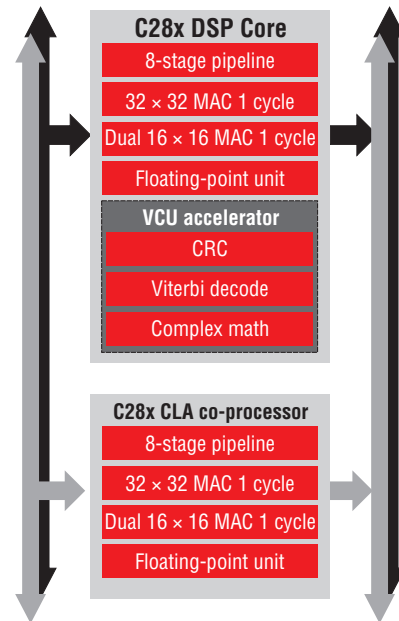 C28x DSP Core
8-stage pipeline
32 × 32 MAC 1 cycle
Dual 16 × 16 MAC 1 cycle
Floating-point unit
VCU accelerator
CRC
Viterbi decode
Complex math
C28x CLA co-processor
8-stage pipeline
32 × 32 MAC 1 cycle
Dual 16 × 16 MAC 1 cycle
Floating-point unit